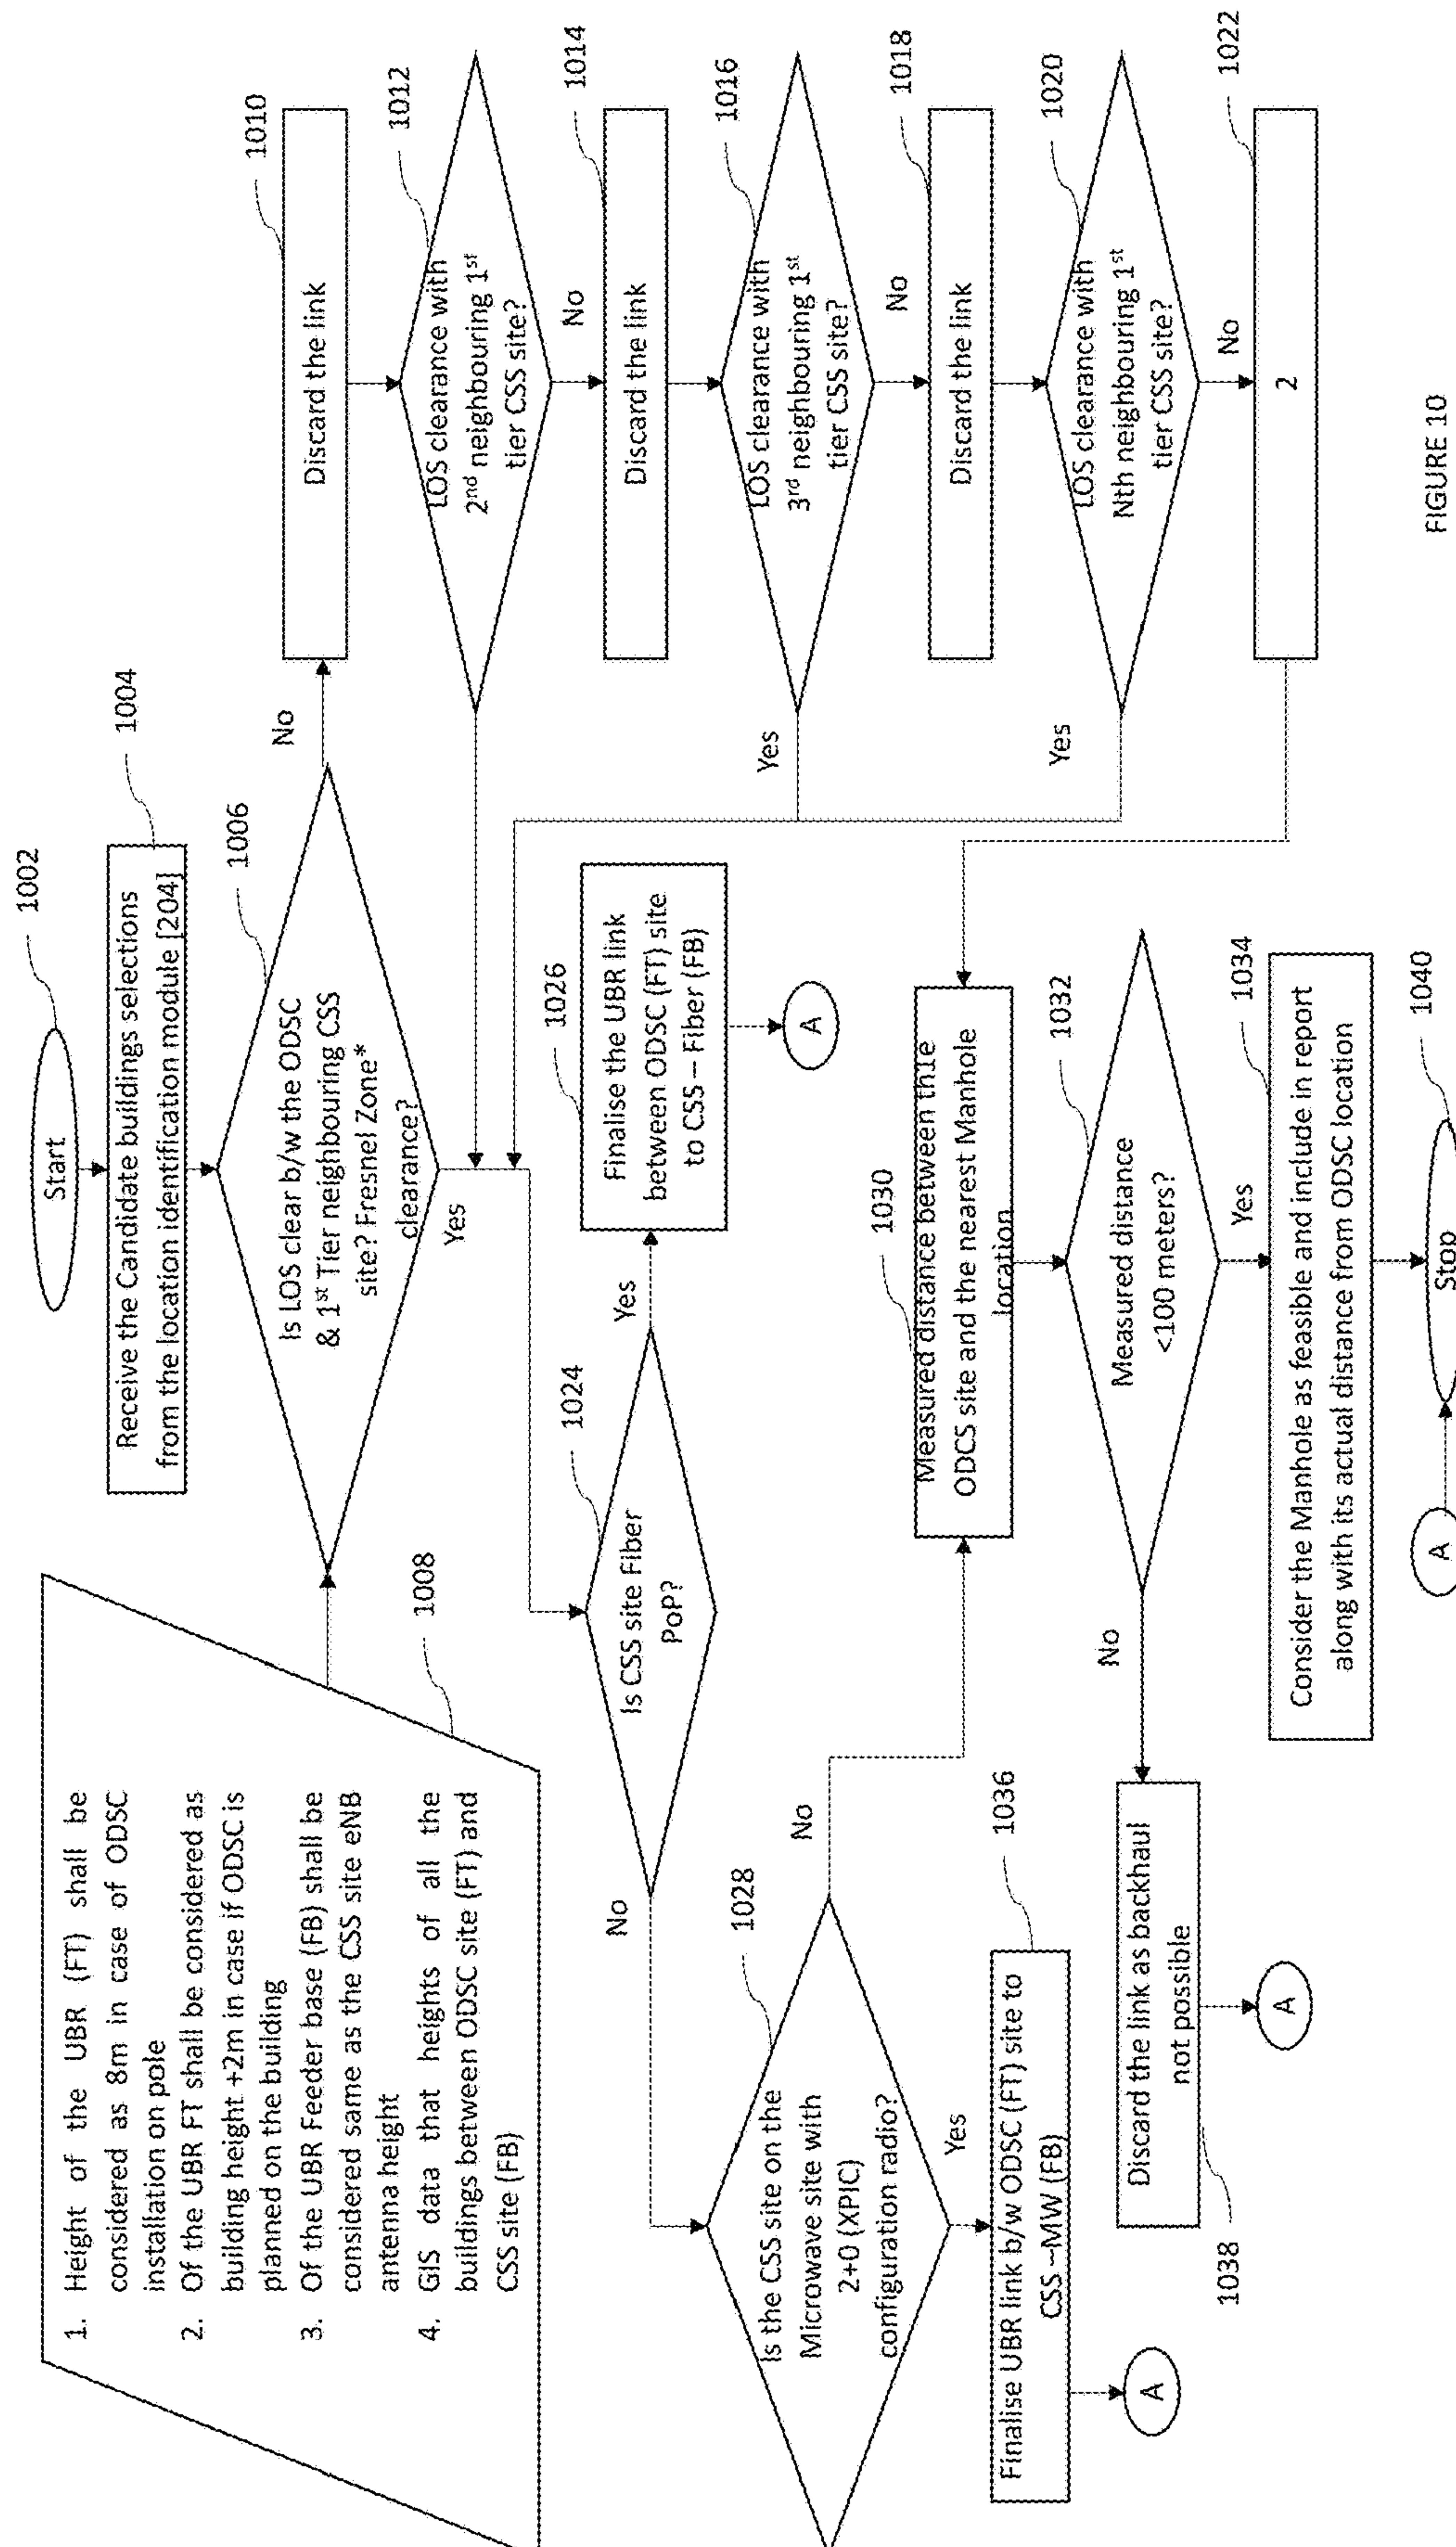 Start
1002
Receive the Candidate buildings selections
from the location identification module [204]
1004
Is LOS clear b/w the ODSC
& 1st Tier neighbouring CSS
site? Fresnel Zone*
clearance?
1006
1. Height of the UBR (FT) shall be
considered as 8m in case of ODSC
installation on pole
2. Of the UBR FT shall be considered as
building height +2m in case if ODSC is
planned on the building
3. Of the UBR Feeder base (FB) shall be
considered same as the CSS site eNB
antenna height
4. GIS data that heights of all the
buildings between ODSC site (FT) and
CSS site (FB)
1008
No
Discard the link
1010
LOS clearance with
2nd neighbouring 1st
tier CSS site?
1012
No
Discard the link
1014
LOS clearance with
3rd neighbouring 1st
tier CSS site?
1016
Yes
No
Discard the link
1018
LOS clearance with
Nth neighbouring 1st
tier CSS site?
1020
Yes
No
2
1022
Yes
Is CSS site Fiber
PoP?
1024
Yes
Finalise the UBR link
between ODSC (FT) site
to CSS – Fiber (FB)
1026
A
No
Is the CSS site on the
Microwave site with
2+0 (XPIC)
configuration radio?
1028
No
Yes
Measured distance between th1e
ODCS site and the nearest Manhole
location
1030
Measured distance
<100 meters?
1032
Yes
Consider the Manhole as feasible and include in report
along with its actual distance from ODSC location
1034
Finalise UBR link b/w ODSC (FT) site to
CSS –MW (FB)
1036
A
No
Discard the link as backhaul
not possible
1038
A
A
Stop
1040
FIGURE 10